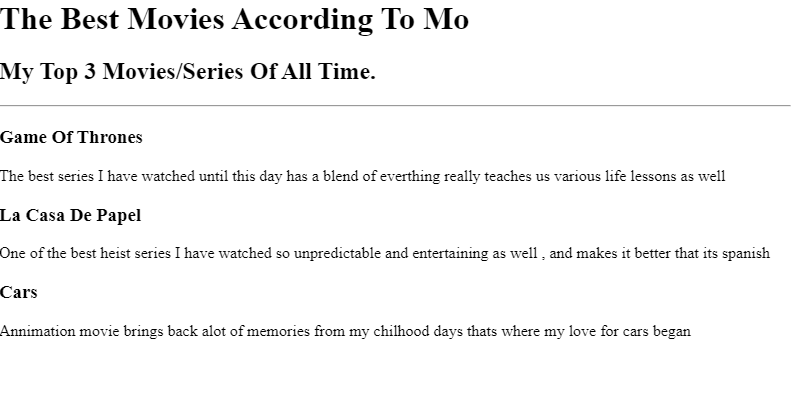 The Best Movies According To Mo
My Top 3 Movies/Series Of All Time.
Game Of Thrones
The best series I have watched until this day has a blend of everthing really teaches us various life lessons as well
La Casa De Papel
One of the best heist series I have watched so unpredictable and entertaining as well , and makes it better that its spanish
Cars
Annimation movie brings back alot of memories from my chilhood days thats where my love for cars began